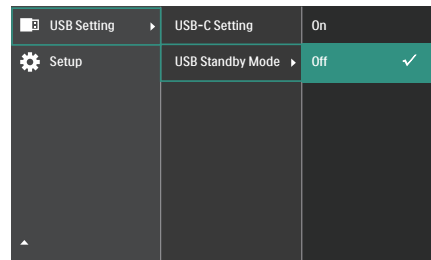 USB Setting
USB-C Setting
On
Setup
USB Standby Mode
Off